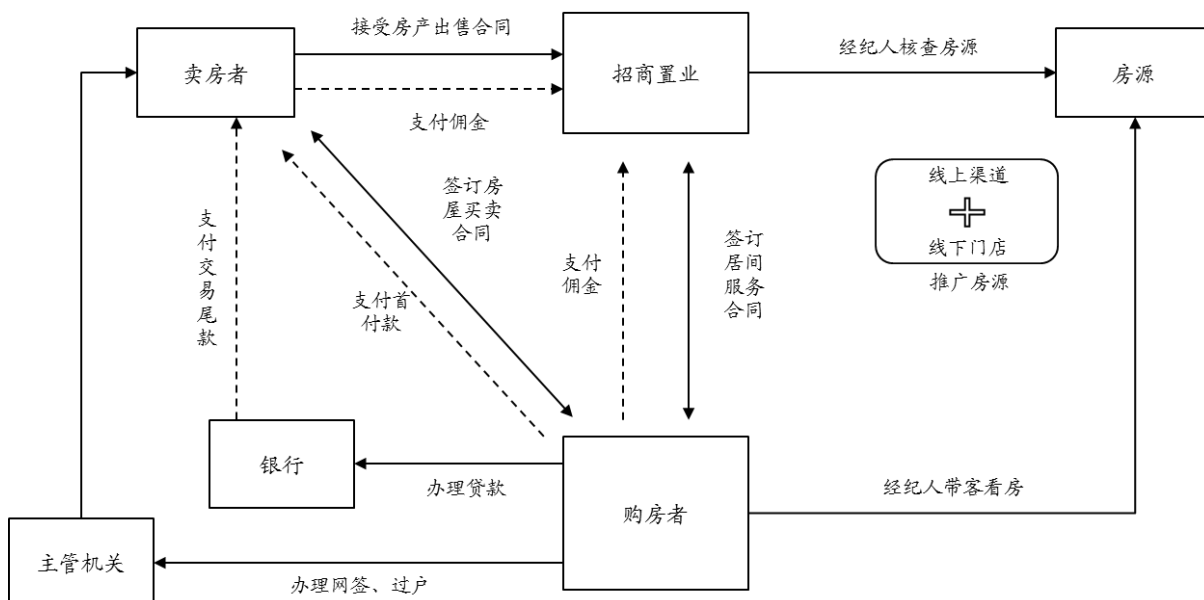 接受房产出售合同
经纪人核查房源
卖房者
招商置业
房源
支付佣金
签订房
屋买卖
合同
线上渠道
线下门店
推广房源
支
付
交
易
尾
款
支付首
付款
支付
佣金
签订
居间
服务
合同
银行
办理贷款
购房者
经纪人带客看房
主管机关
办理网签、过户